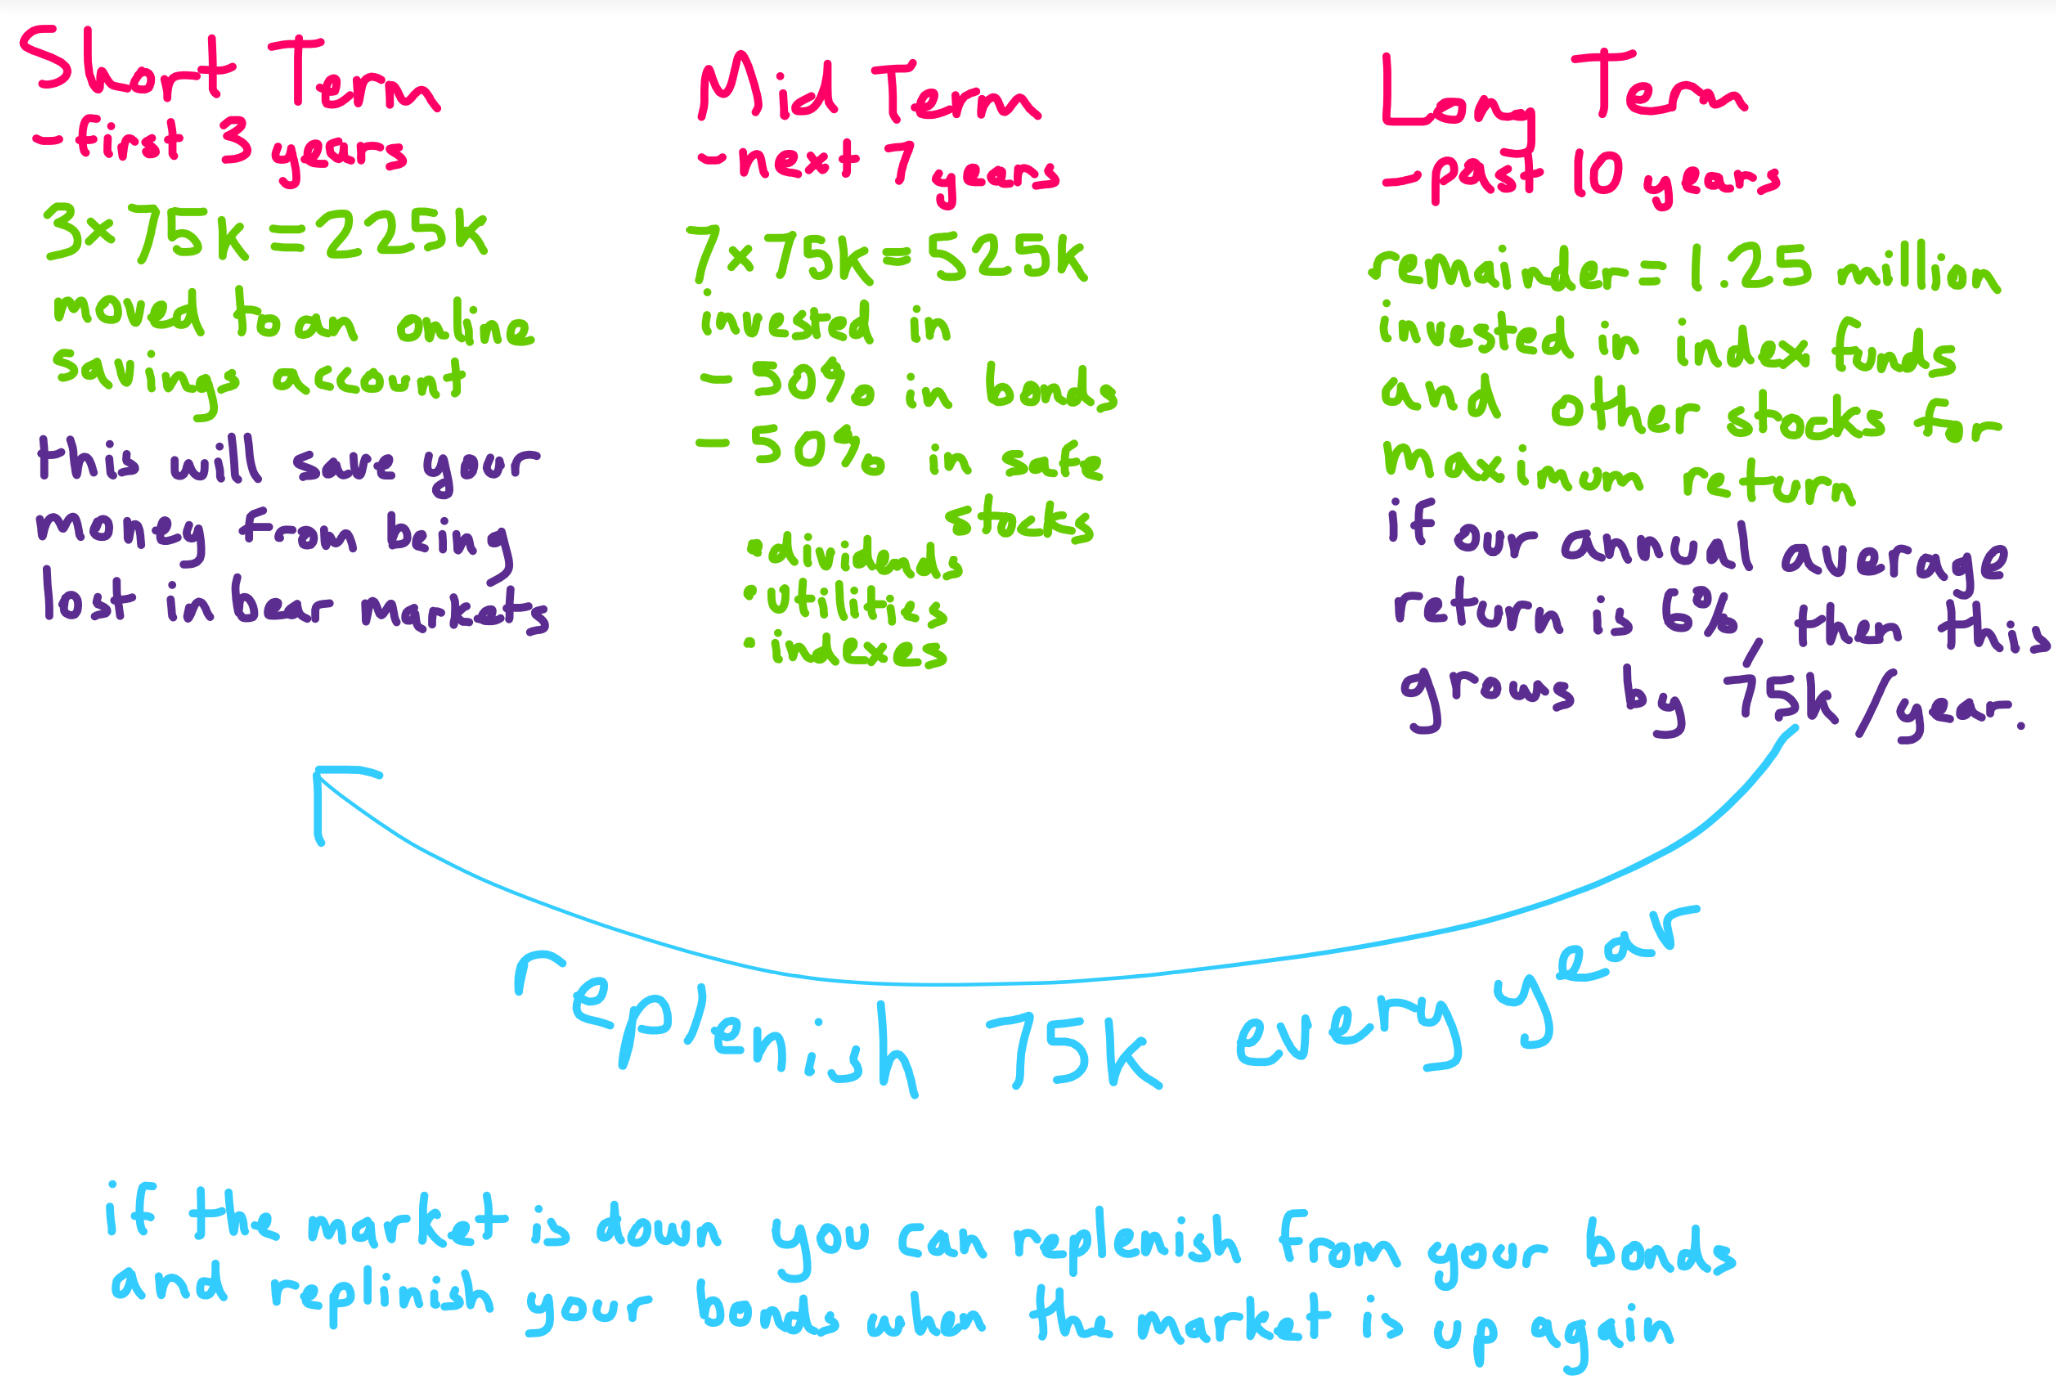 Short Term
-first 3 years
3×75k=225k
moved to an online
savings account
this will save your
money from being
lost in bear markets
Mid Term
-next 7 years
7×75k=525k
invested in
- 50% in bonds
- 50% in safe
stocks
•dividends
•utilities
•indexes
Long Term
-past 10 years
remainder=1.25 million
invested in index funds
and other stocks for
maximum return
if our annual average
return is 6%, then this
grows by 75k/year.
replenish 75k every year
if the market is down you can replenish from your bonds
and replinish your bonds when the market is up again